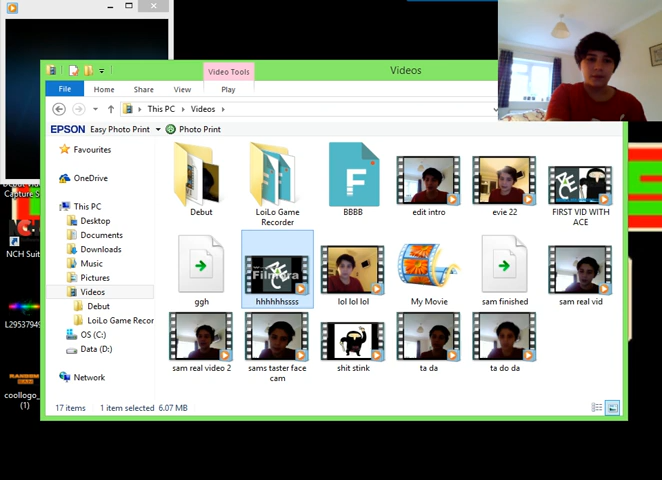 Video Tools
Videos
File
Home
Share
View
Play
This PC
Videos
EPSON
Easy Photo Print
Photo Print
Capture S
NCH Suit
L29537949
coollogo_
(1)
Favourites
OneDrive
This PC
Desktop
Documents
Downloads
Music
Pictures
Videos
Debut
LoiLo Game Recor
OS (C:)
Data (D:)
Network
Debut
LoiLo Game
Recorder
BBBB
edit intro
evie 22
FIRST VID WITH
ACE
ggh
hhhhhhssss
lol lol lol
My Movie
sam finished
sam real vid
sam real video 2
sams taster face
cam
shit stink
ta da
ta do da
17 items
1 item selected 6.07 MB